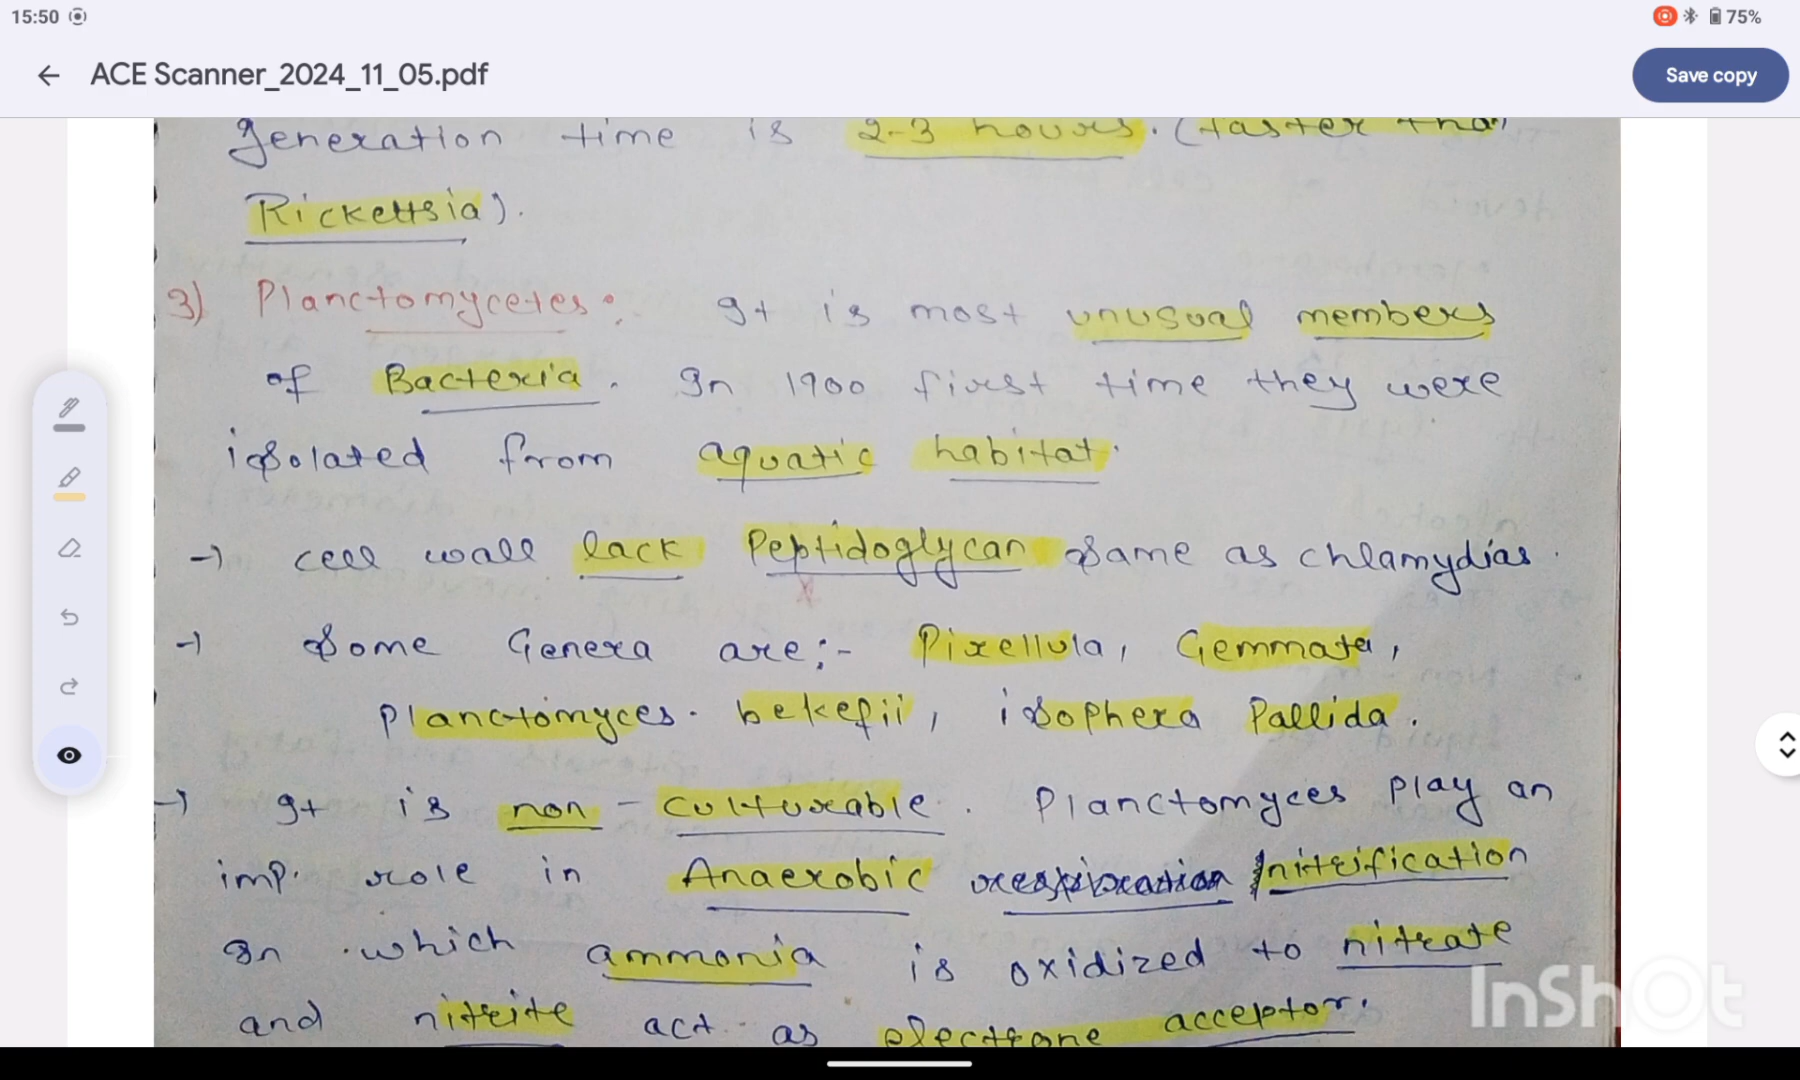 15:50
75%
ACE Scanner_2024_11_05.pdf
Save copy
generation time is 2-3 hours. (faster than
Rickettsia).
3) Planctomycetes: It is most unusual members
of Bacteria. In 1900 first time they were
isolated from aquatic habitat.
→ cell wall lack Peptidoglycan same as chlamydias.
→ Some Genera are:- Pirellula, Gemmata,
Planctomyces bekefii, isophera Pallida.
→ It is non-culturable. Planctomyces play an
imp. role in Anaerobic respiration/nitrification
In which ammonia is oxidized to nitrate
and nitrite act as electrone acceptor.
InShOt